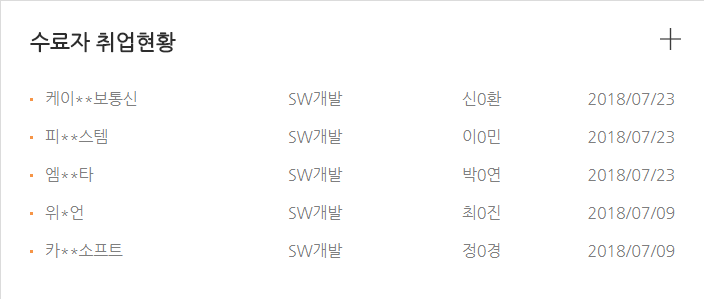 수료자 취업현황
케이**보통신 SW개발 신0환 2018/07/23
피**스템 SW개발 이0민 2018/07/23
엠**타 SW개발 박0연 2018/07/23
위*언 SW개발 최0진 2018/07/09
카**소프트 SW개발 정0경 2018/07/09